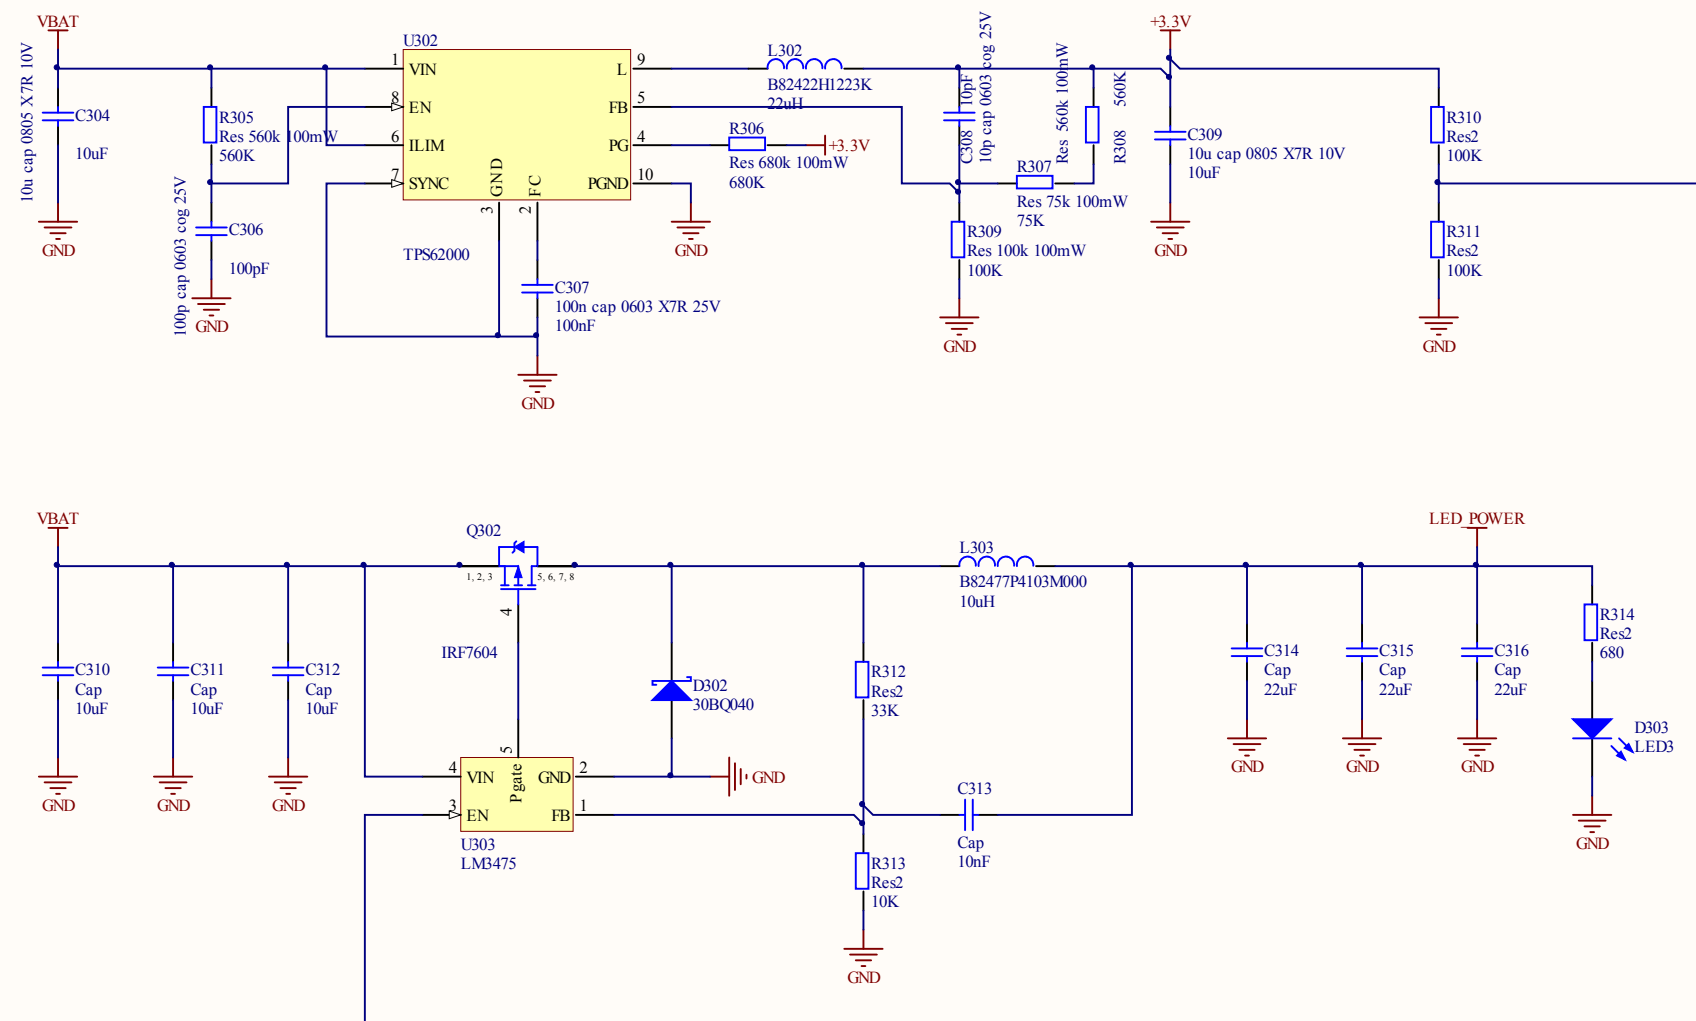 VBAT
10u cap 0805 X7R 10V
C304
10uF
GND
R305
Res 560k 100mW
560K
100p cap 0603 cog 25V
C306
100pF
GND
U302
1
VIN
8
EN
6
ILIM
7
SYNC
GND
3
FC
2
L
9
FB
5
PG
4
PGND
10
TPS62000
C307
100n cap 0603 X7R 25V
100nF
GND
L302
B82422H1223K
22uH
R306
+3.3V
Res 680k 100mW
680K
GND
C308
10pF
10p cap 0603 cog 25V
R307
Res 75k 100mW
75K
Res 560k 100mW
R308
560K
R309
Res 100k 100mW
100K
GND
+3.3V
C309
10u cap 0805 X7R 10V
10uF
GND
R310
Res2
100K
R311
Res2
100K
GND
VBAT
C310
Cap
10uF
GND
C311
Cap
10uF
GND
C312
Cap
10uF
GND
Q302
1, 2, 3
5, 6, 7, 8
4
IRF7604
5
Pgate
4
VIN
3
EN
GND
2
FB
1
U303
LM3475
D302
30BQ040
GND
R312
Res2
33K
R313
Res2
10K
GND
L303
B82477P4103M000
10uH
C313
Cap
10nF
LED_POWER
C314
Cap
22uF
GND
C315
Cap
22uF
GND
C316
Cap
22uF
GND
R314
Res2
680
D303
LED3
GND